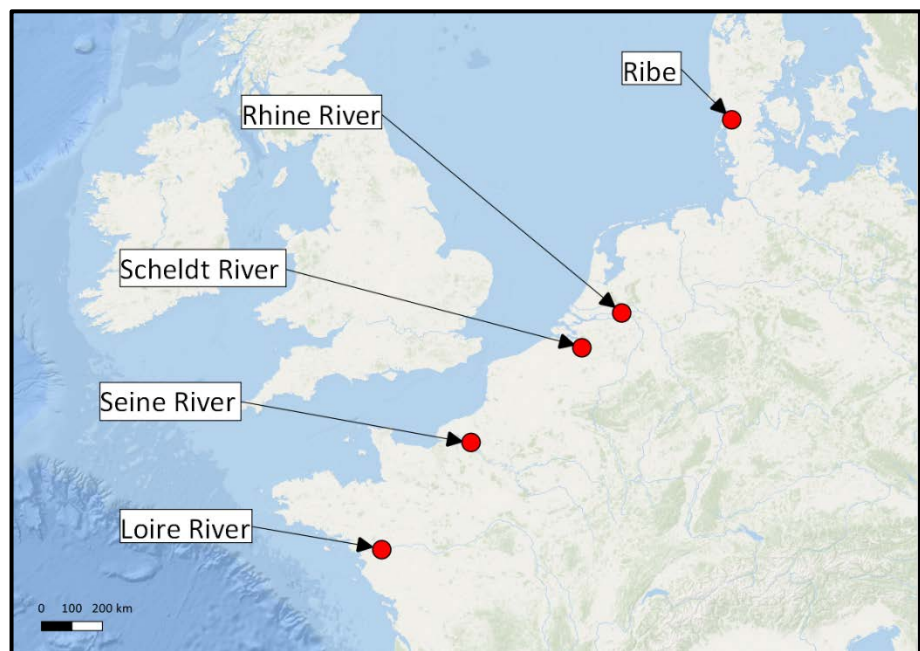 Ribe
Rhine River
Scheldt River
Seine River
Loire River
0 100 200 km